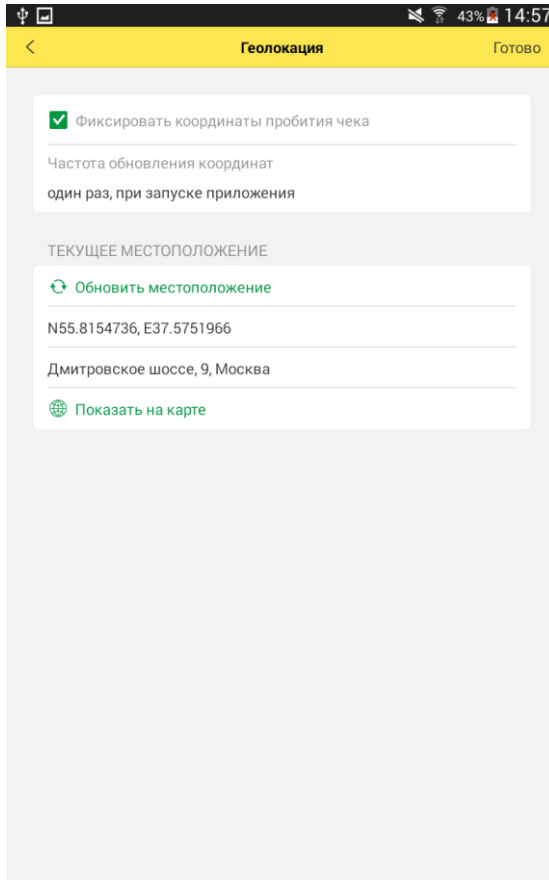 43% 14:57
Геолокация Готово
Фиксировать координаты пробития чека
Частота обновления координат
один раз, при запуске приложения
ТЕКУЩЕЕ МЕСТОПОЛОЖЕНИЕ
Обновить местоположение
N55.8154736, E37.5751966
Дмитровское шоссе, 9, Москва
Показать на карте